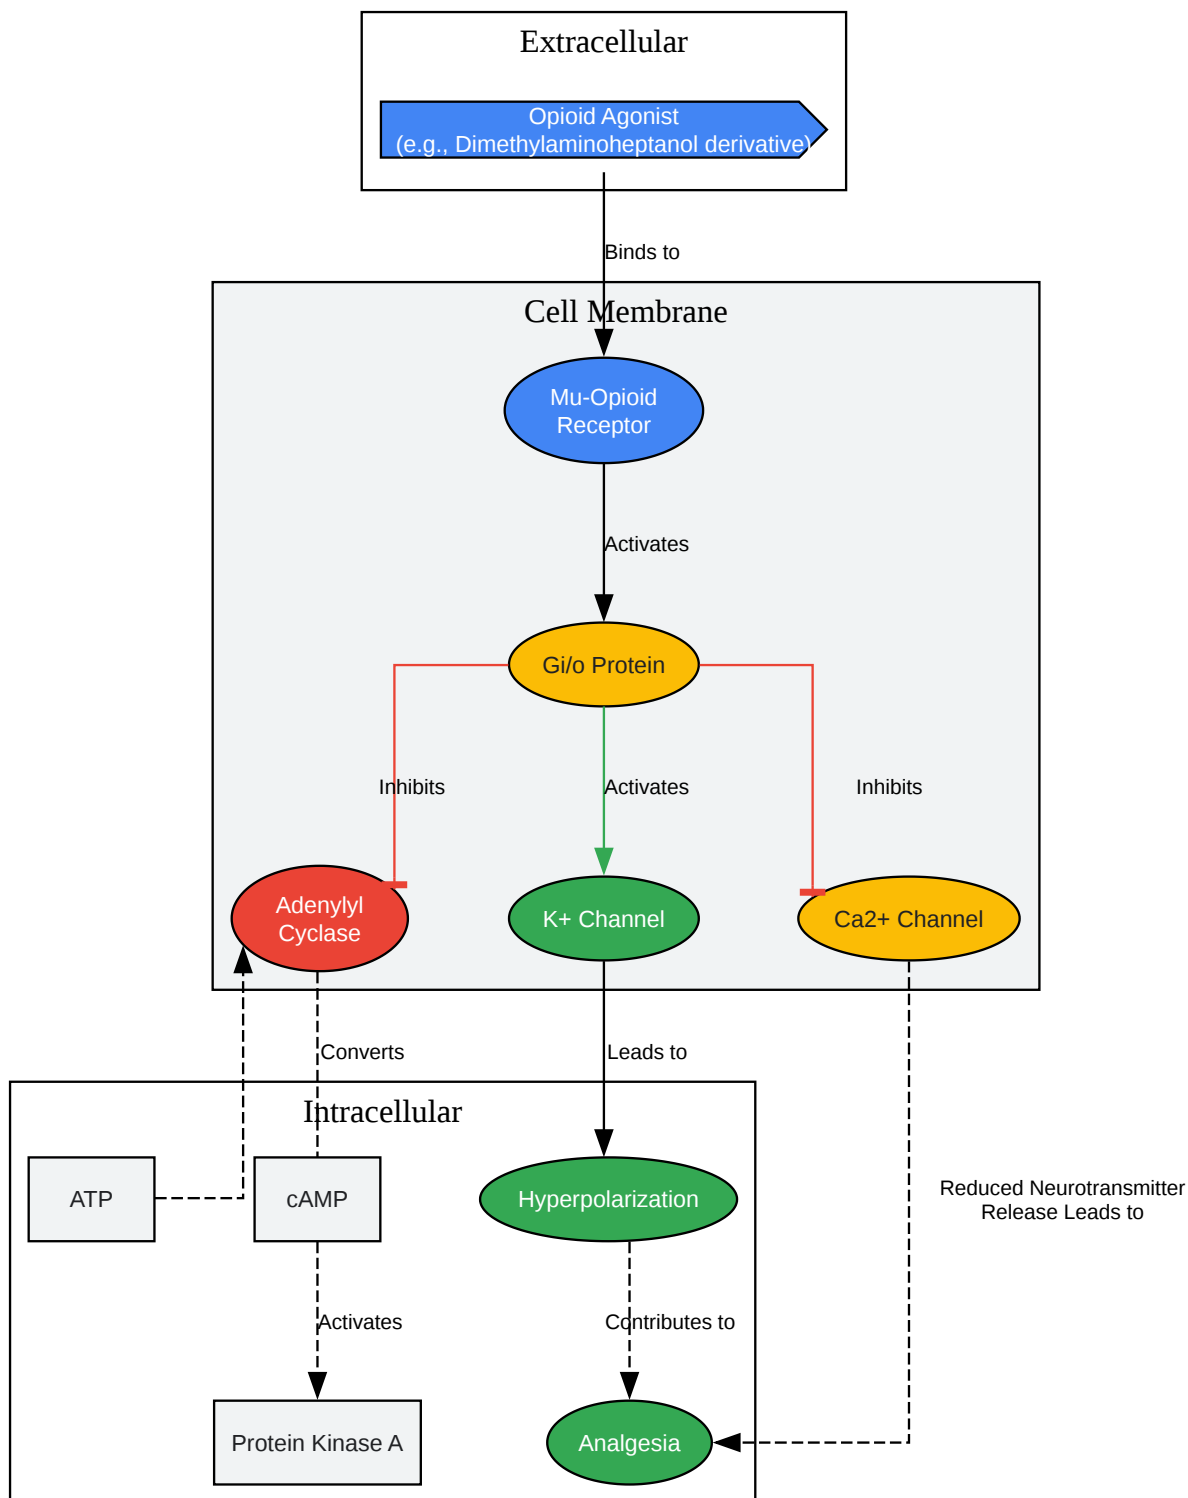 Extracellular
Opioid Agonist
(e.g., Dimethylaminoheptanol derivative)
Binds to
Cell Membrane
Mu-Opioid
Receptor
Activates
Gi/o Protein
Inhibits
Activates
Inhibits
Adenylyl
Cyclase
K+ Channel
Ca2+ Channel
Converts
Leads to
Intracellular
ATP
cAMP
Hyperpolarization
Reduced Neurotransmitter
Release Leads to
Activates
Contributes to
Protein Kinase A
Analgesia